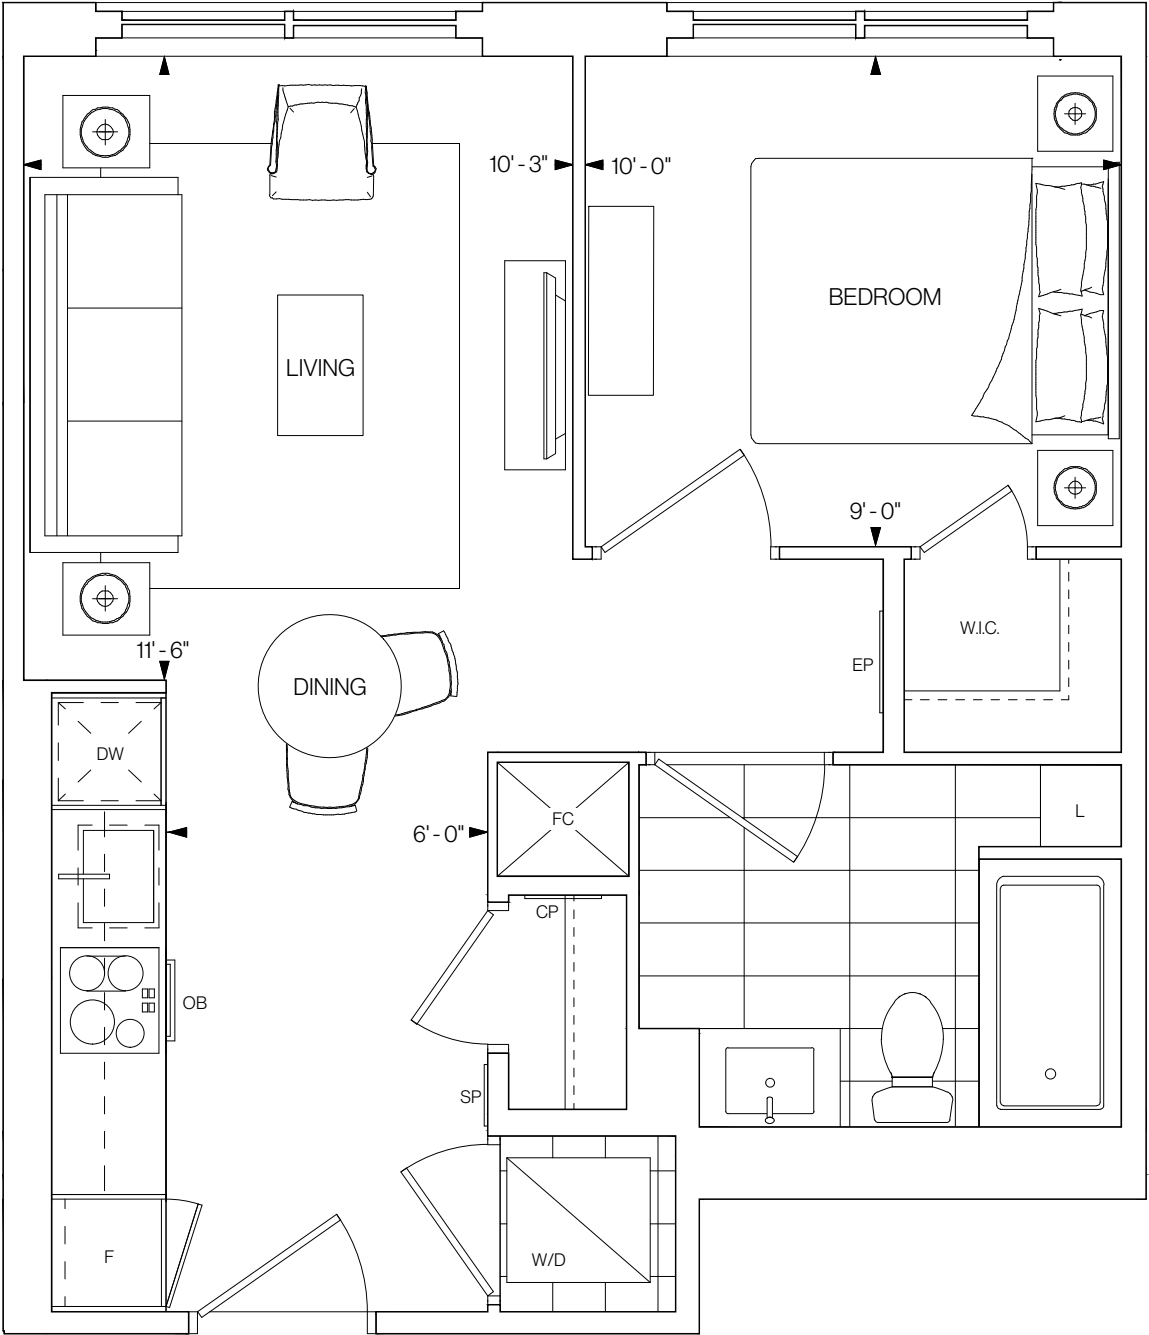 10'-3"
10'-0"
BEDROOM
LIVING
9'-0"
W.I.C.
11'-6"
EP
DINING
DW
6'-0"
FC
L
CP
OB
SP
F
W/D